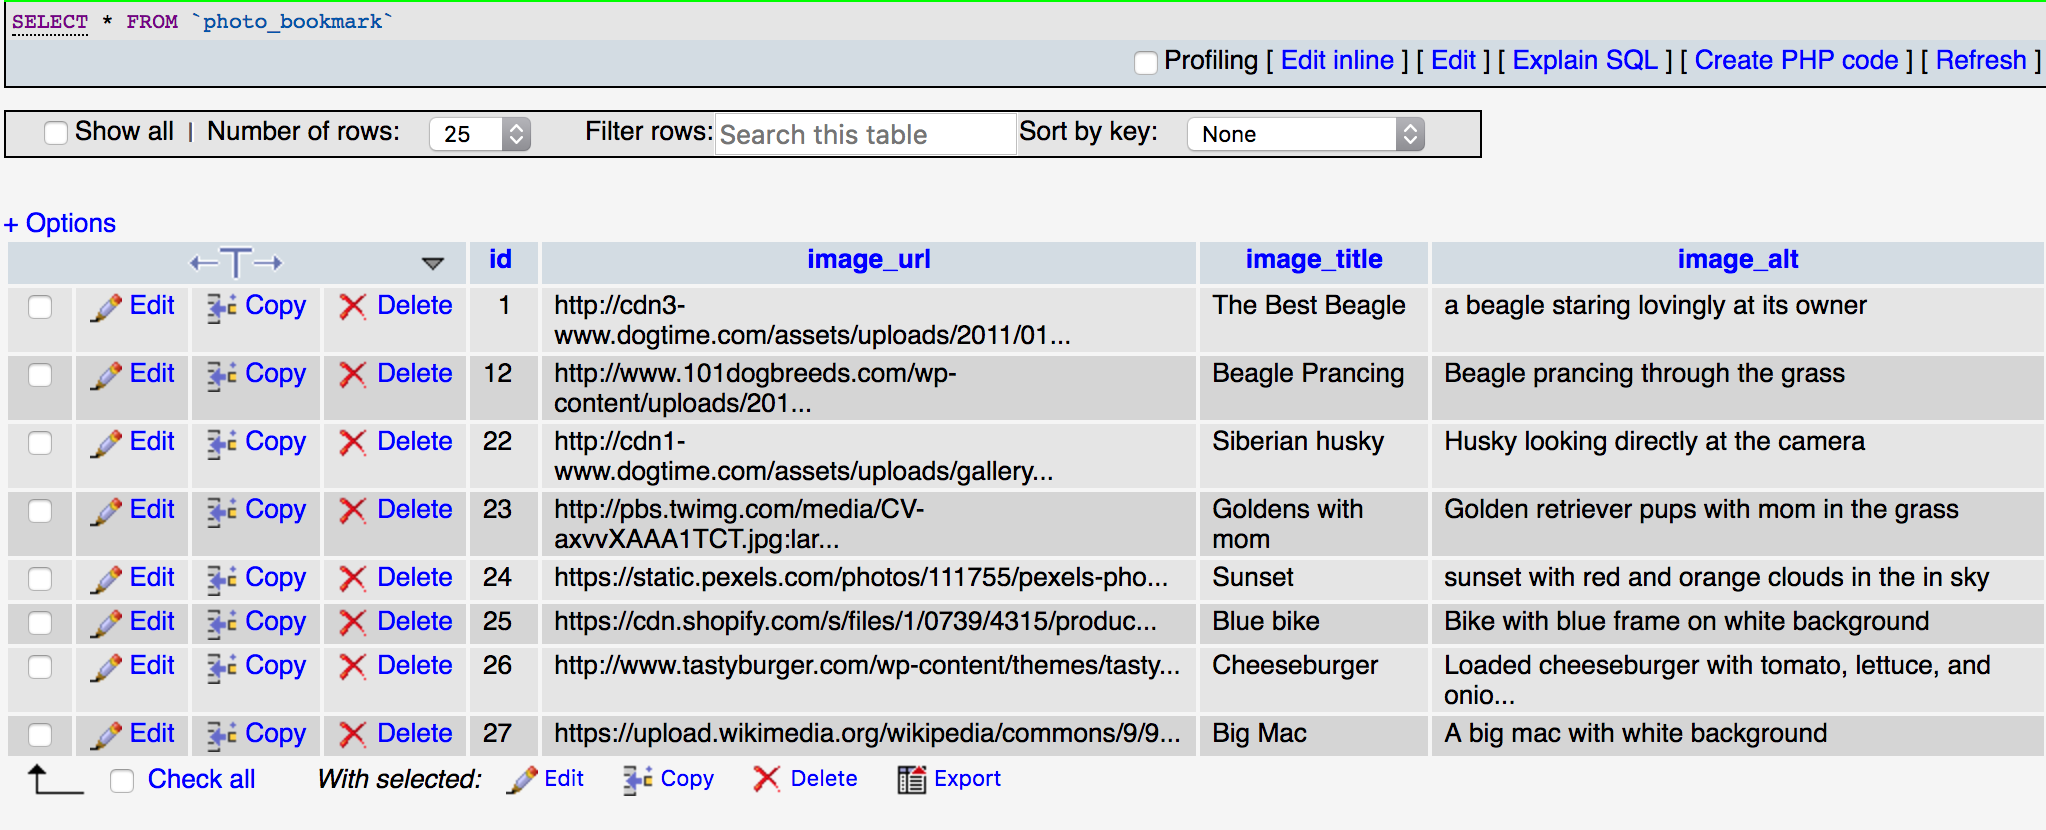 SELECT * FROM `photo_bookmark`
Profiling [ Edit inline ] [ Edit ] [ Explain SQL ] [ Create PHP code ] [ Refresh ]
Show all | Number of rows: 25 Filter rows: Search this table Sort by key: None
+ Options
←T→ id image_url image_title image_alt
Edit Copy Delete 1 http://cdn3- The Best Beagle a beagle staring lovingly at its owner
www.dogtime.com/assets/uploads/2011/01...
Edit Copy Delete 12 http://www.101dogbreeds.com/wp- Beagle Prancing Beagle prancing through the grass
content/uploads/201...
Edit Copy Delete 22 http://cdn1- Siberian husky Husky looking directly at the camera
www.dogtime.com/assets/uploads/gallery...
Edit Copy Delete 23 http://pbs.twimg.com/media/CV- Goldens with Golden retriever pups with mom in the grass
axvvXAAA1TCT.jpg:lar... mom
Edit Copy Delete 24 https://static.pexels.com/photos/111755/pexels-pho... Sunset sunset with red and orange clouds in the in sky
Edit Copy Delete 25 https://cdn.shopify.com/s/files/1/0739/4315/produc... Blue bike Bike with blue frame on white background
Edit Copy Delete 26 http://www.tastyburger.com/wp-content/themes/tasty... Cheeseburger Loaded cheeseburger with tomato, lettuce, and
onio...
Edit Copy Delete 27 https://upload.wikimedia.org/wikipedia/commons/9/9... Big Mac A big mac with white background
Check all With selected: Edit Copy Delete Export